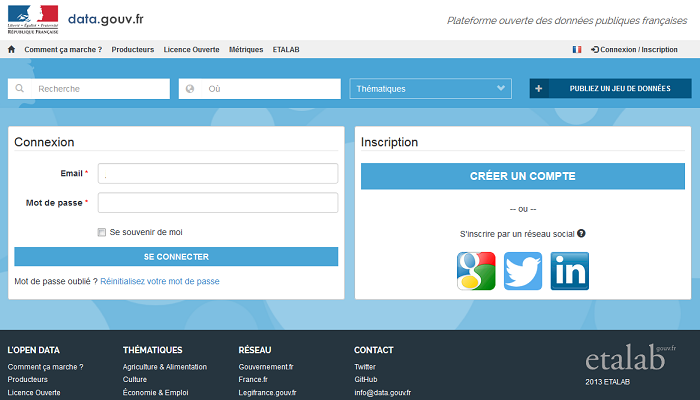 Liberté • Égalité • Fraternité
RÉPUBLIQUE FRANÇAISE
data.gouv.fr
Plateforme ouverte des données publiques françaises
Comment ça marche ? Producteurs Licence Ouverte Métriques ETALAB Connexion / Inscription
Recherche Où Thématiques + PUBLIEZ UN JEU DE DONNÉES
Connexion
Email *
Mot de passe *
Se souvenir de moi
SE CONNECTER
Mot de passe oublié ? Réinitialisez votre mot de passe
Inscription
CRÉER UN COMPTE
-- ou --
S'inscrire par un réseau social ?
g
in
L'OPEN DATA
Comment ça marche ?
Producteurs
Licence Ouverte
THÉMATIQUES
Agriculture & Alimentation
Culture
Économie & Emploi
RÉSEAU
Gouvernement.fr
France.fr
Legifrance.gouv.fr
CONTACT
Twitter
GitHub
info@data.gouv.fr
etalab gouv.fr
2013 ETALAB